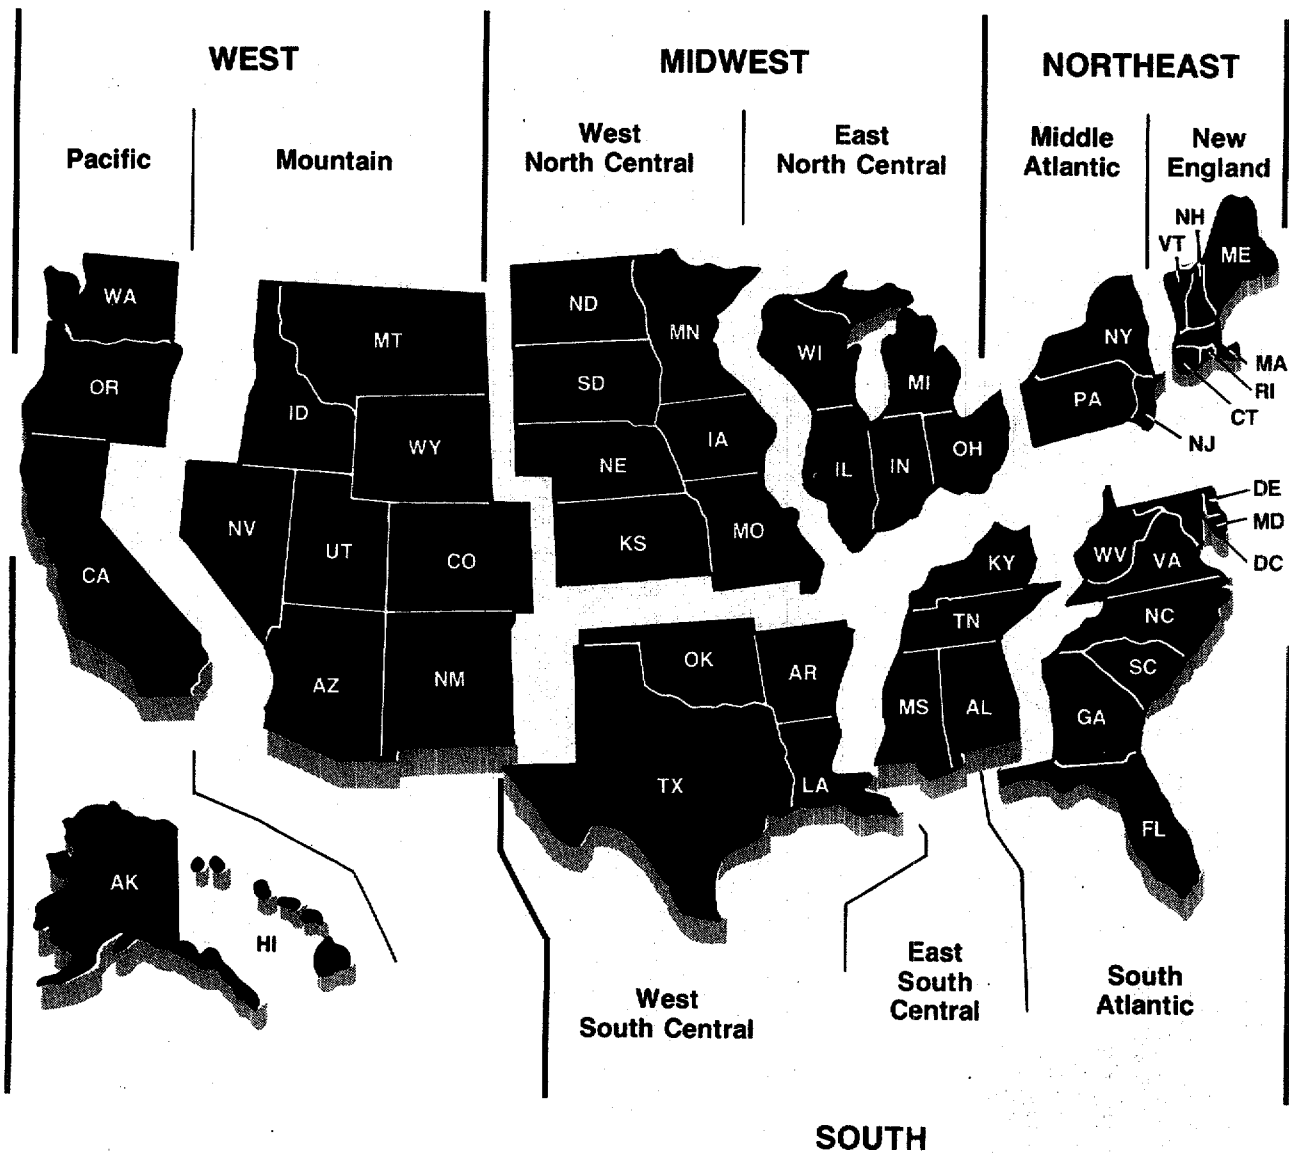 WEST
MIDWEST
NORTHEAST
Pacific
Mountain
West
North Central
East
North Central
Middle
Atlantic
New
England
NH
VT
ME
WA
MT
ND
MN
WI
MI
NY
MA
RI
CT
NJ
OR
ID
WY
SD
IA
NE
IL
IN
OH
PA
DE
MD
DC
NV
UT
CO
KS
MO
KY
WV
VA
CA
AZ
NM
OK
AR
TN
NC
SC
MS
AL
GA
TX
LA
FL
AK
HI
West
South Central
East
South
Central
South
Atlantic
SOUTH